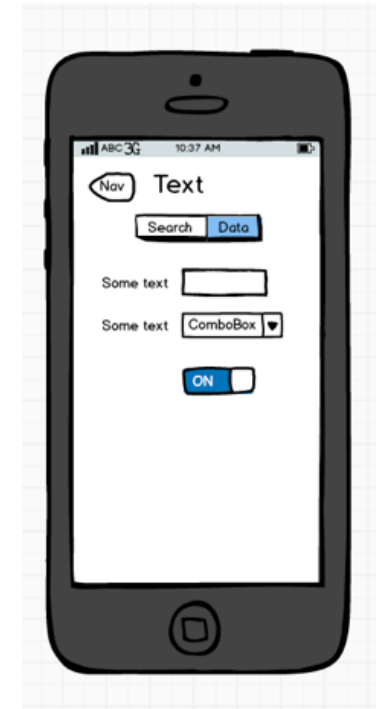 ABC 3G 10:37 AM
Nav Text
Search Data
Some text
Some text ComboBox
ON